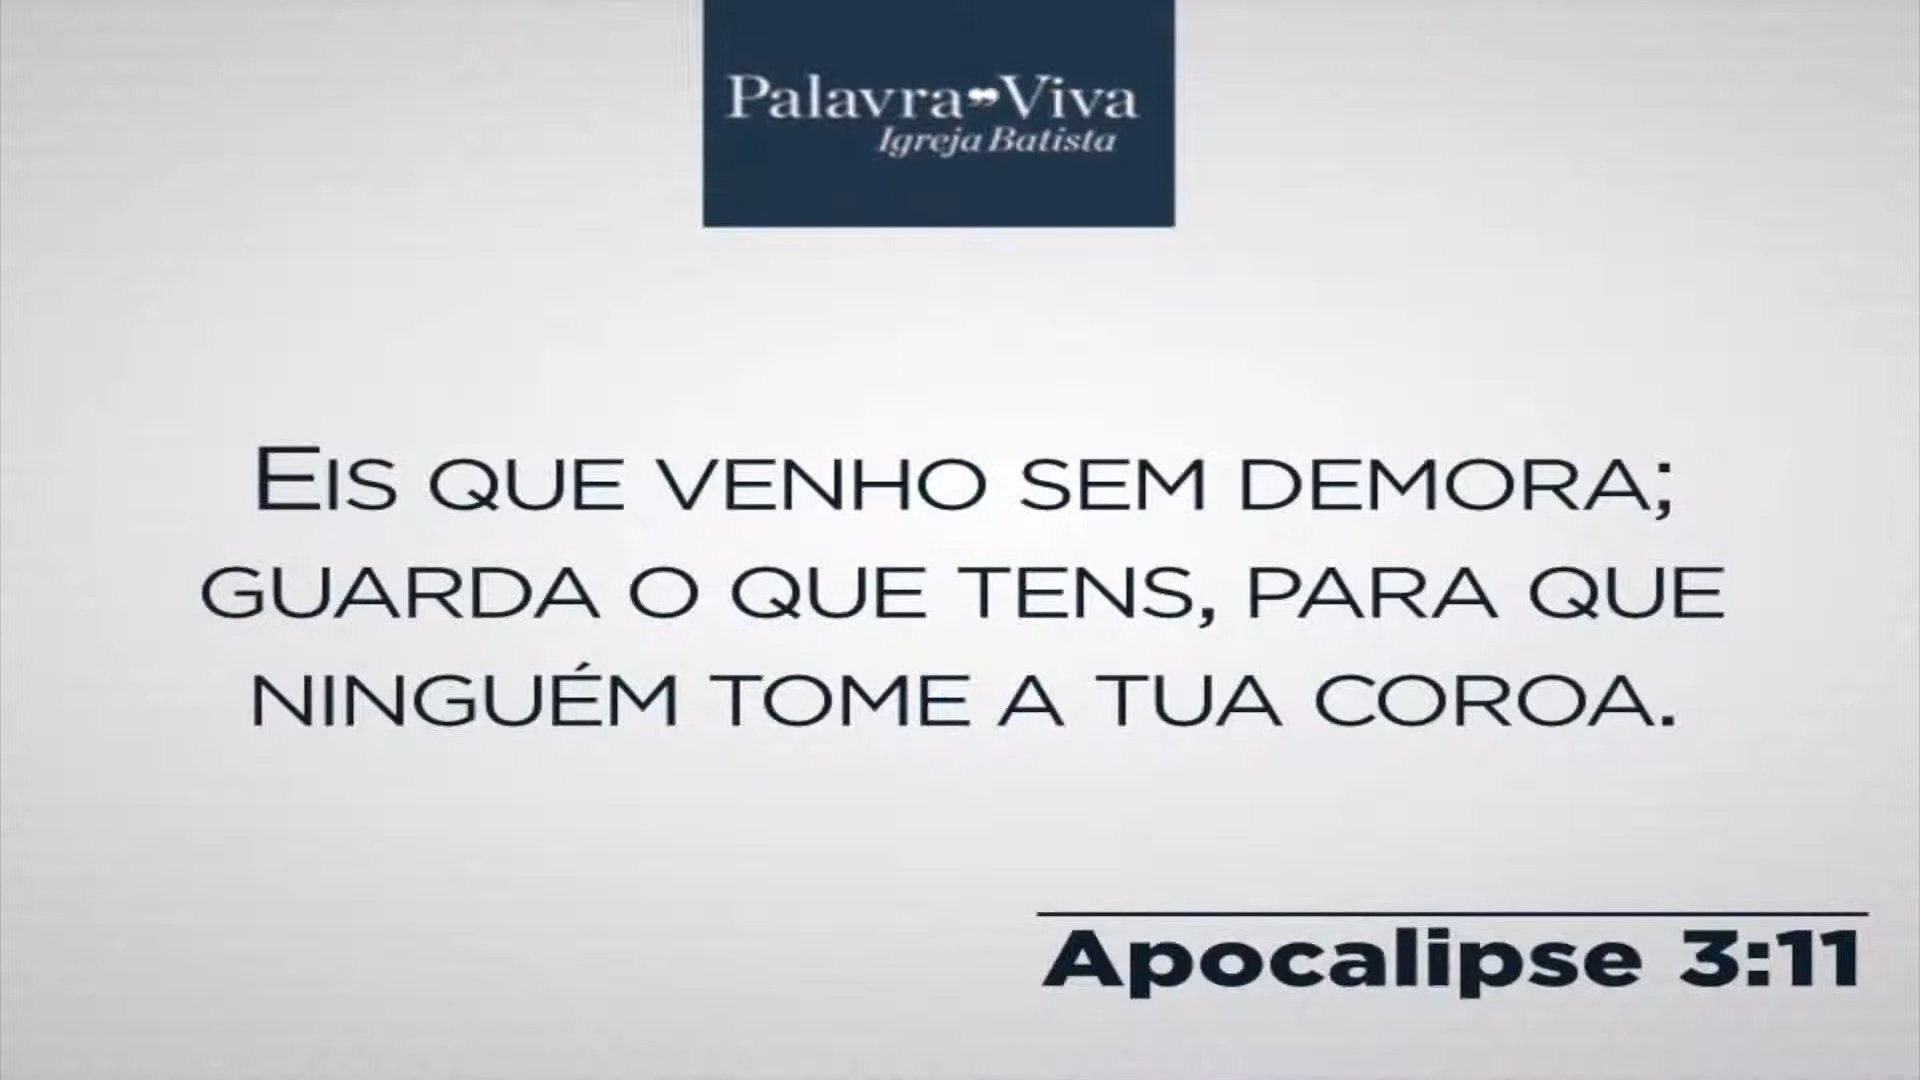 Palavra Viva
Igreja Batista
Eis que venho sem demora;
guarda o que tens, para que
ninguém tome a tua coroa.
Apocalipse 3:11